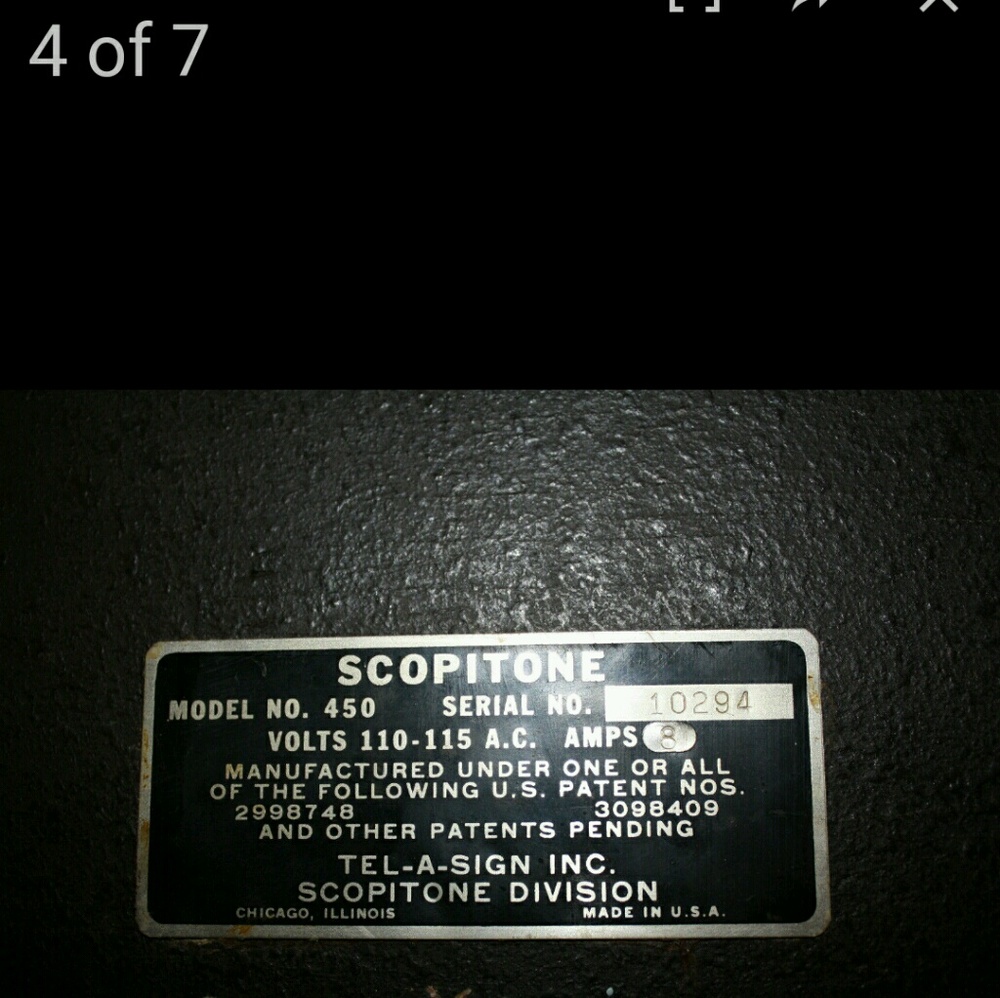 4 of 7
SCOPITONE
MODEL NO. 450 SERIAL NO. 10294
VOLTS 110-115 A.C. AMPS 8
MANUFACTURED UNDER ONE OR ALL
OF THE FOLLOWING U.S. PATENT NOS.
2998748 3098409
AND OTHER PATENTS PENDING
TEL-A-SIGN INC.
SCOPITONE DIVISION
CHICAGO, ILLINOIS MADE IN U.S.A.